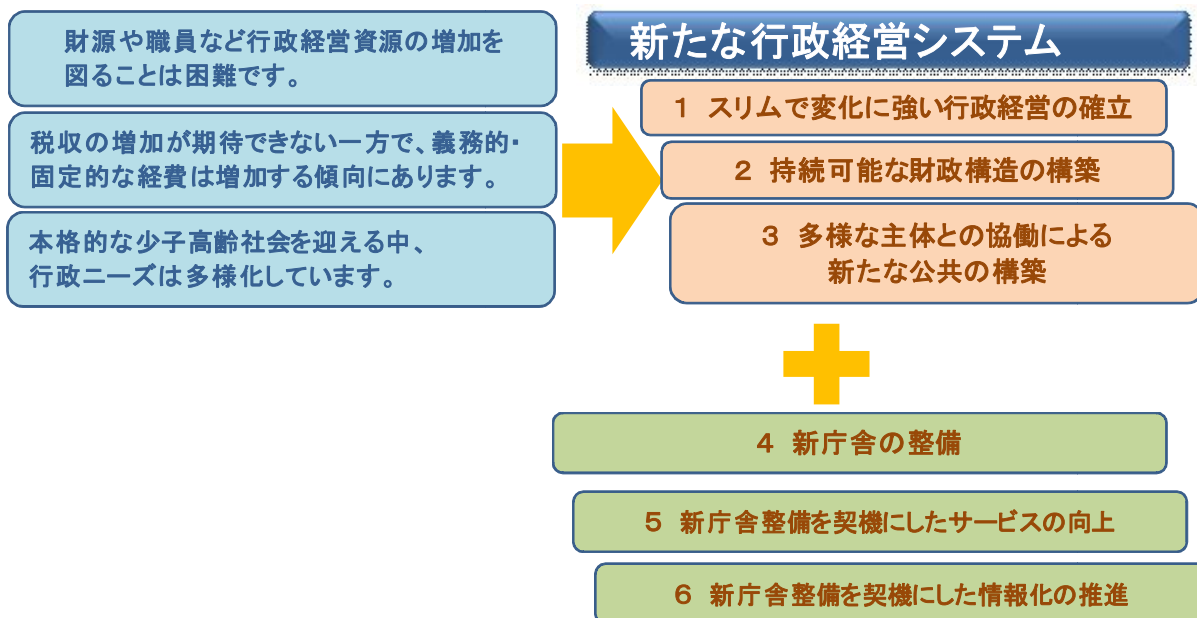 財源や職員など行政経営資源の増加を
図ることは困難です。
税収の増加が期待できない一方で、義務的・
固定的な経費は増加する傾向にあります。
本格的な少子高齢社会を迎える中、
行政ニーズは多様化しています。
新たな行政経営システム
１ スリムで変化に強い行政経営の確立
２ 持続可能な財政構造の構築
３ 多様な主体との協働による
新たな公共の構築
４ 新庁舎の整備
５ 新庁舎整備を契機にしたサービスの向上
６ 新庁舎整備を契機にした情報化の推進